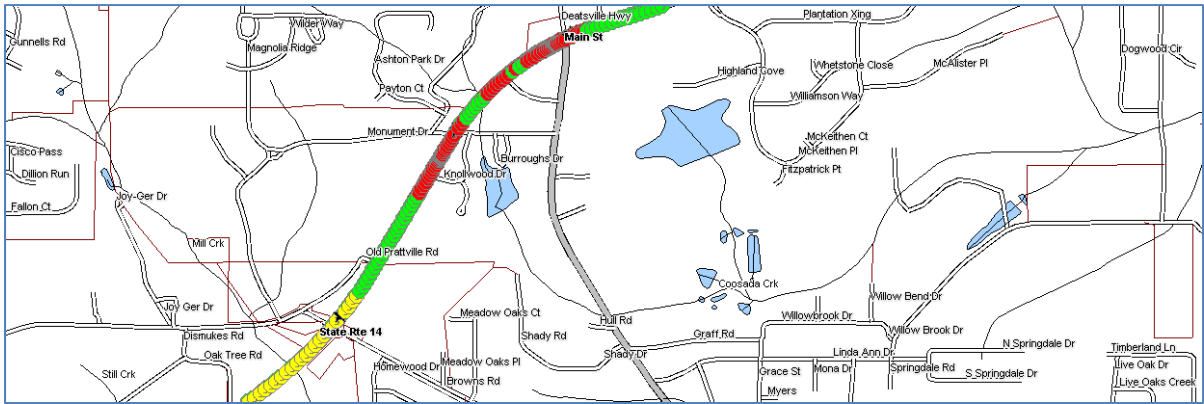 Deatsville Hwy
Plantation Xing
Wilder Way
Gunnells Rd
Main St
Magnolia Ridge
Dogwood Cir
Ashton Park Dr
Whetstone Close
McAlister Pl
Highland Cove
Payton Ct
Williamson Way
Monument Dr
McKeithen Ct
McKeithen Pl
Cisco Pass
Burroughs Dr
Fitzpatrick Pt
Dillion Run
Knollwood Dr
Joy-Ger Dr
Fallon Ct
Mill Crk
Old Prattville Rd
Coosada Crk
Willow Bend Dr
Joy Ger Dr
Meadow Oaks Ct
Willowbrook Dr
Hull Rd
State Rte 14
Dismukes Rd
Shady Rd
Graff Rd
Willow Brook Dr
N Springdale Dr
Timberland Ln
Oak Tree Rd
Shady Dr
Linda Ann Dr
Meadow Oaks Pl
Homewood Dr
Live Oak Dr
Still Crk
Grace St
Mona Dr
Springdale Rd
S Springdale Dr
Browns Rd
Live Oaks Creek
Myers